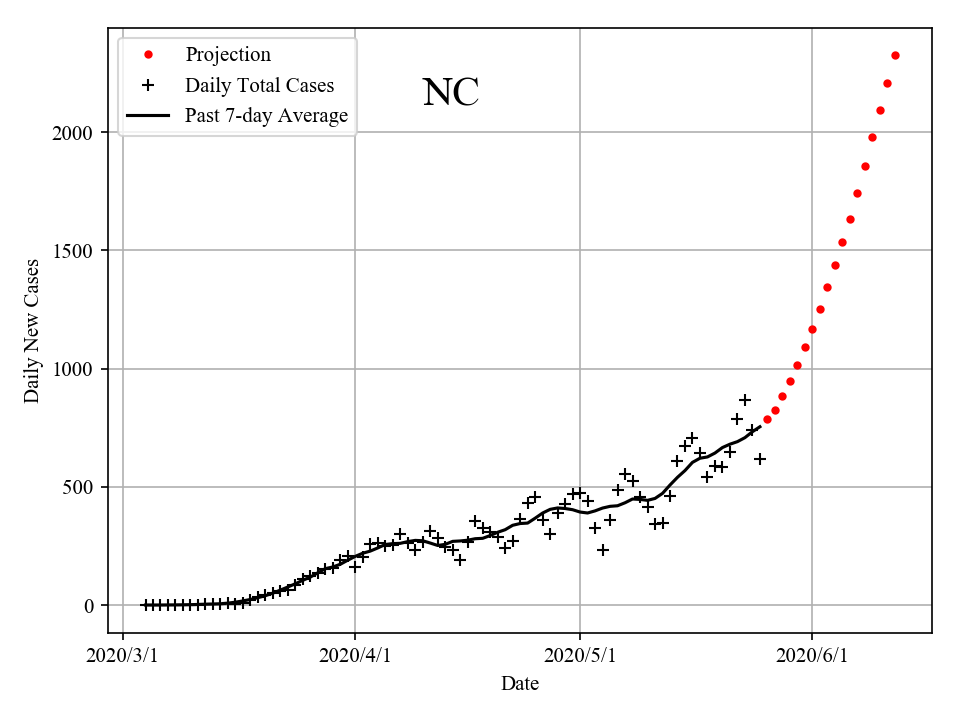 Projection
Daily Total Cases
Past 7-day Average
NC
Daily New Cases
2000
1500
1000
500
0
2020/3/1
2020/4/1
2020/5/1
2020/6/1
Date